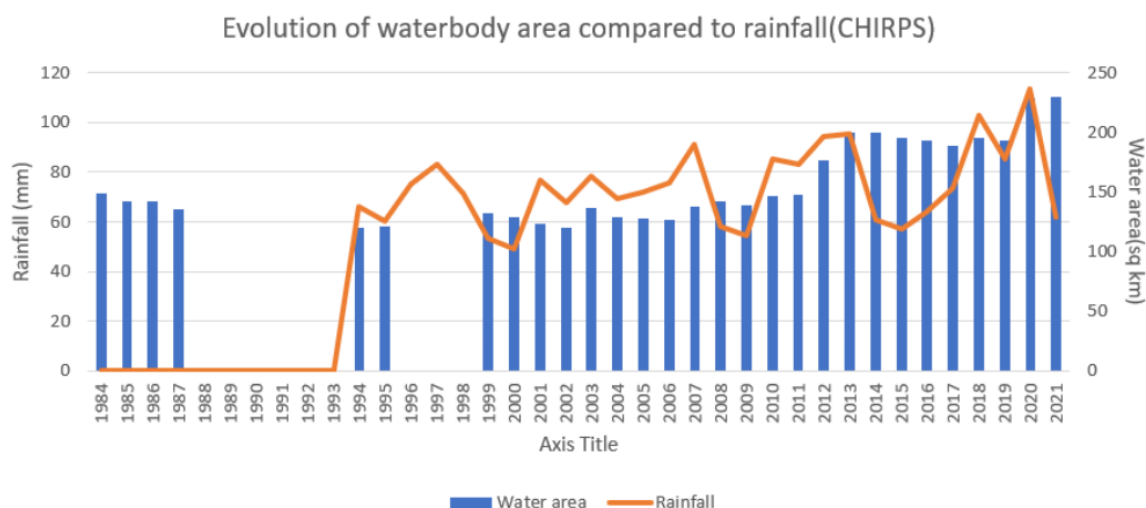 Evolution of waterbody area compared to rainfall(CHIRPS)
120
100
80
60
40
20
0
Rainfall (mm)
250
200
150
100
50
0
Water area(sq km)
1984 1985 1986 1987 1988 1989 1990 1991 1992 1993 1994 1995 1996 1997 1998 1999 2000 2001 2002 2003 2004 2005 2006 2007 2008 2009 2010 2011 2012 2013 2014 2015 2016 2017 2018 2019 2020 2021
Axis Title
Water area Rainfall